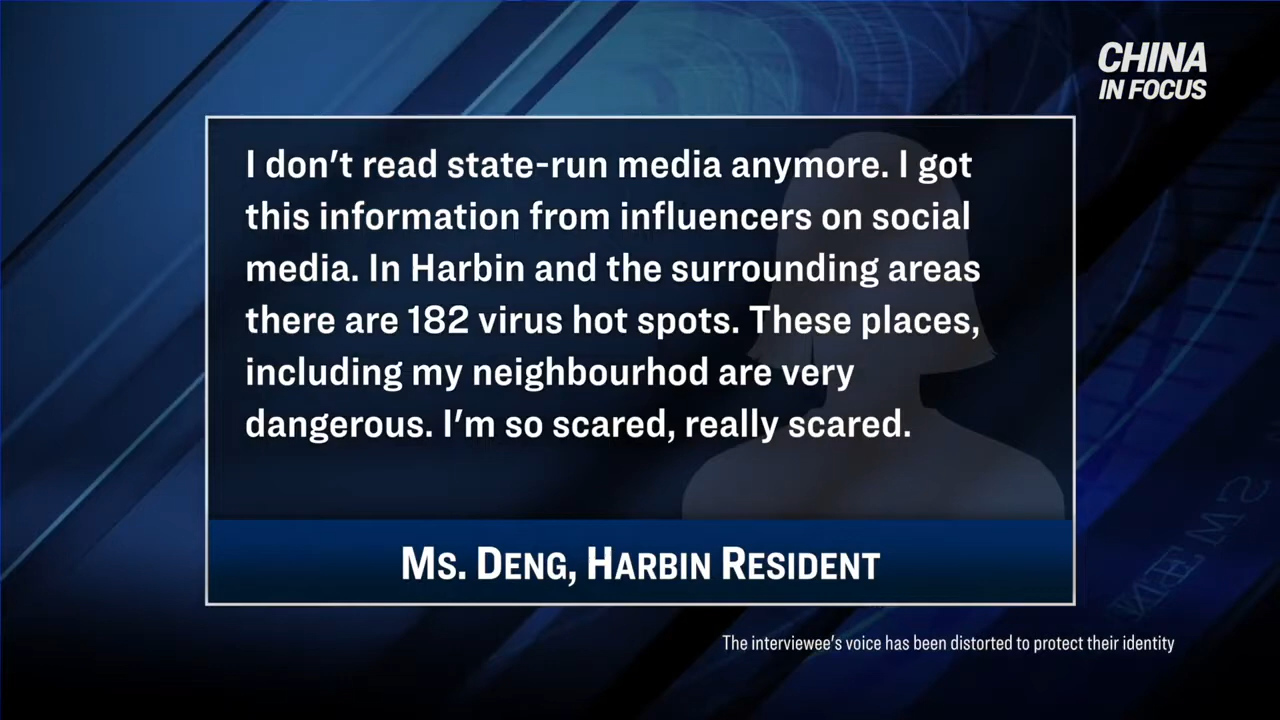 CHINA
IN FOCUS
I don't read state-run media anymore. I got
this information from influencers on social
media. In Harbin and the surrounding areas
there are 182 virus hot spots. These places,
including my neighbourhod are very
dangerous. I'm so scared, really scared.
MS. DENG, HARBIN RESIDENT
The interviewee's voice has been distorted to protect their identity